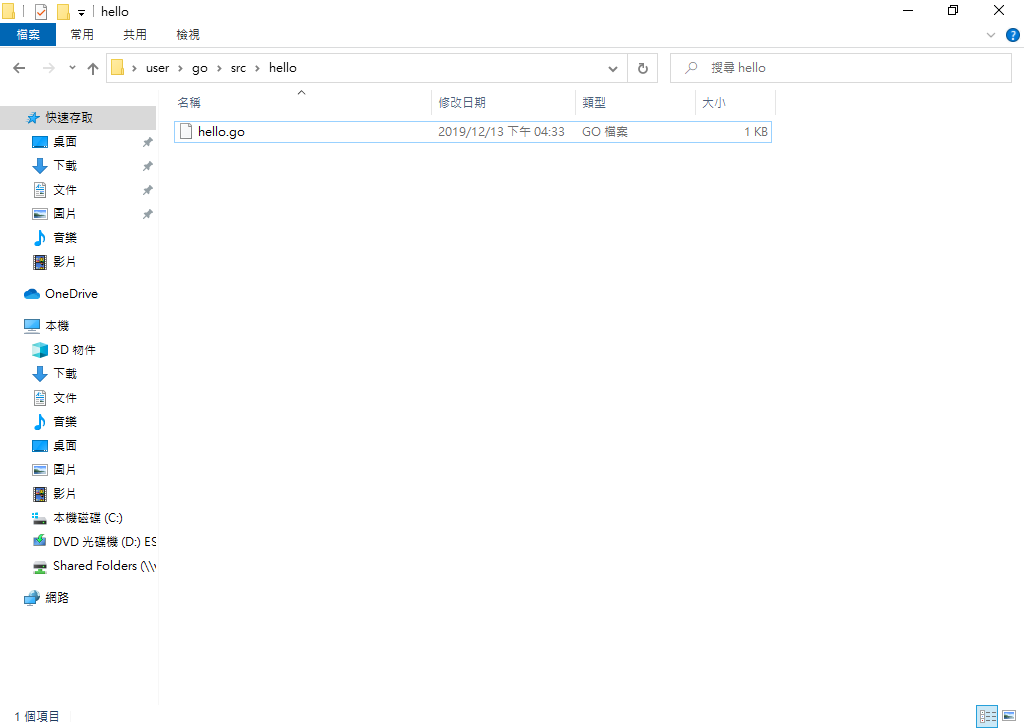 hello
檔案 常用 共用 檢視
user › go › src › hello
搜尋 hello
名稱 修改日期 類型 大小
hello.go 2019/12/13 下午 04:33 GO 檔案 1 KB
快速存取
桌面
下載
文件
圖片
音樂
影片
OneDrive
本機
3D 物件
下載
文件
音樂
桌面
圖片
影片
本機磁碟 (C:)
DVD 光碟機 (D:) ES
Shared Folders (\\v
網路
1 個項目